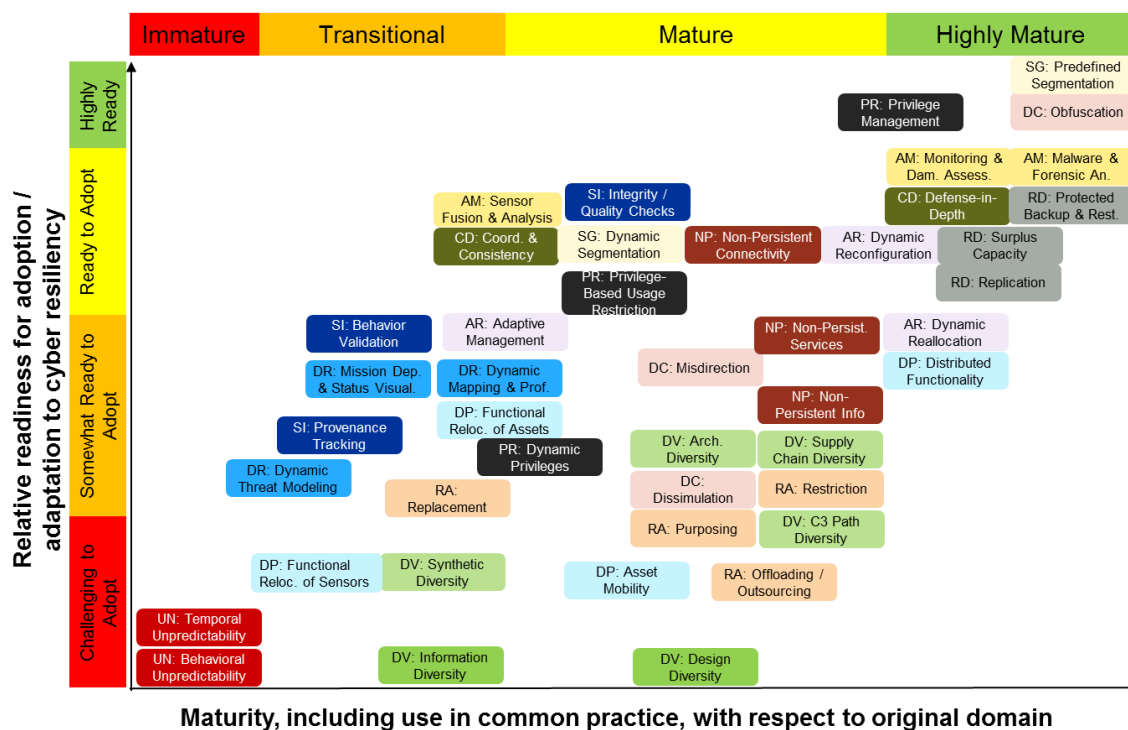 Immature
Transitional
Mature
Highly Mature
Relative readiness for adoption /
adaptation to cyber resiliency
Highly
Ready
SG: Predefined
Segmentation
PR: Privilege
Management
DC: Obfuscation
Ready to Adopt
AM: Monitoring &
Dam. Assess.
AM: Malware &
Forensic An.
AM: Sensor
Fusion & Analysis
SI: Integrity /
Quality Checks
CD: Defense-in-
Depth
RD: Protected
Backup & Rest.
CD: Coord. &
Consistency
SG: Dynamic
Segmentation
NP: Non-Persistent
Connectivity
AR: Dynamic
Reconfiguration
RD: Surplus
Capacity
PR: Privilege-
Based Usage
Restriction
RD: Replication
Somewhat Ready to
Adopt
SI: Behavior
Validation
AR: Adaptive
Management
NP: Non-Persist.
Services
AR: Dynamic
Reallocation
DR: Mission Dep.
& Status Visual.
DR: Dynamic
Mapping & Prof.
DC: Misdirection
DP: Distributed
Functionality
DP: Functional
Reloc. of Assets
NP: Non-
Persistent Info
SI: Provenance
Tracking
PR: Dynamic
Privileges
DV: Arch.
Diversity
DV: Supply
Chain Diversity
DR: Dynamic
Threat Modeling
RA:
Replacement
DC:
Dissimulation
RA: Restriction
RA: Purposing
DV: C3 Path
Diversity
Challenging to
Adopt
DP: Functional
Reloc. of Sensors
DV: Synthetic
Diversity
DP: Asset
Mobility
RA: Offloading /
Outsourcing
UN: Temporal
Unpredictability
UN: Behavioral
Unpredictability
DV: Information
Diversity
DV: Design
Diversity
Maturity, including use in common practice, with respect to original domain